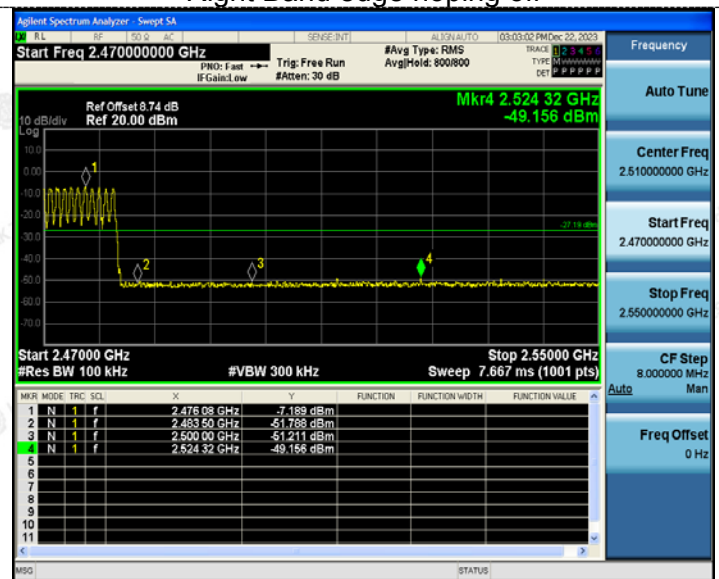 Right Band edge hoping off
Agilent Spectrum Analyzer - Swept SA
RL RF 50 Ω AC SENSE:INT ALIGNAUTO 03:03:02 PM Dec 22, 2023
Start Freq 2.470000000 GHz
PNO: Fast Trig: Free Run #Avg Type: RMS TRACE 1 2 3 4 5 6
IFGain:Low #Atten: 30 dB Avg|Hold: 800/800 TYPE M WWWWW
DET P P P P P P
Frequency
Auto Tune
Ref Offset 8.74 dB
10 dB/div Ref 20.00 dBm
Log
Mkr4 2.524 32 GHz
-49.156 dBm
10.0
0.00
-10.0
-20.0
-30.0
-40.0
-50.0
-60.0
-70.0
1
2
3
4
-27.19 dBm
Start 2.47000 GHz Stop 2.55000 GHz
#Res BW 100 kHz #VBW 300 kHz Sweep 7.667 ms (1001 pts)
MKR MODE TRC SCL X Y FUNCTION FUNCTION WIDTH FUNCTION VALUE
1 N 1 f 2.476 08 GHz -7.189 dBm
2 N 1 f 2.483 50 GHz -51.788 dBm
3 N 1 f 2.500 00 GHz -51.211 dBm
4 N 1 f 2.524 32 GHz -49.156 dBm
5
6
7
8
9
10
11
Center Freq
2.510000000 GHz
Start Freq
2.470000000 GHz
Stop Freq
2.550000000 GHz
CF Step
8.000000 MHz
Auto Man
Freq Offset
0 Hz
MSG STATUS